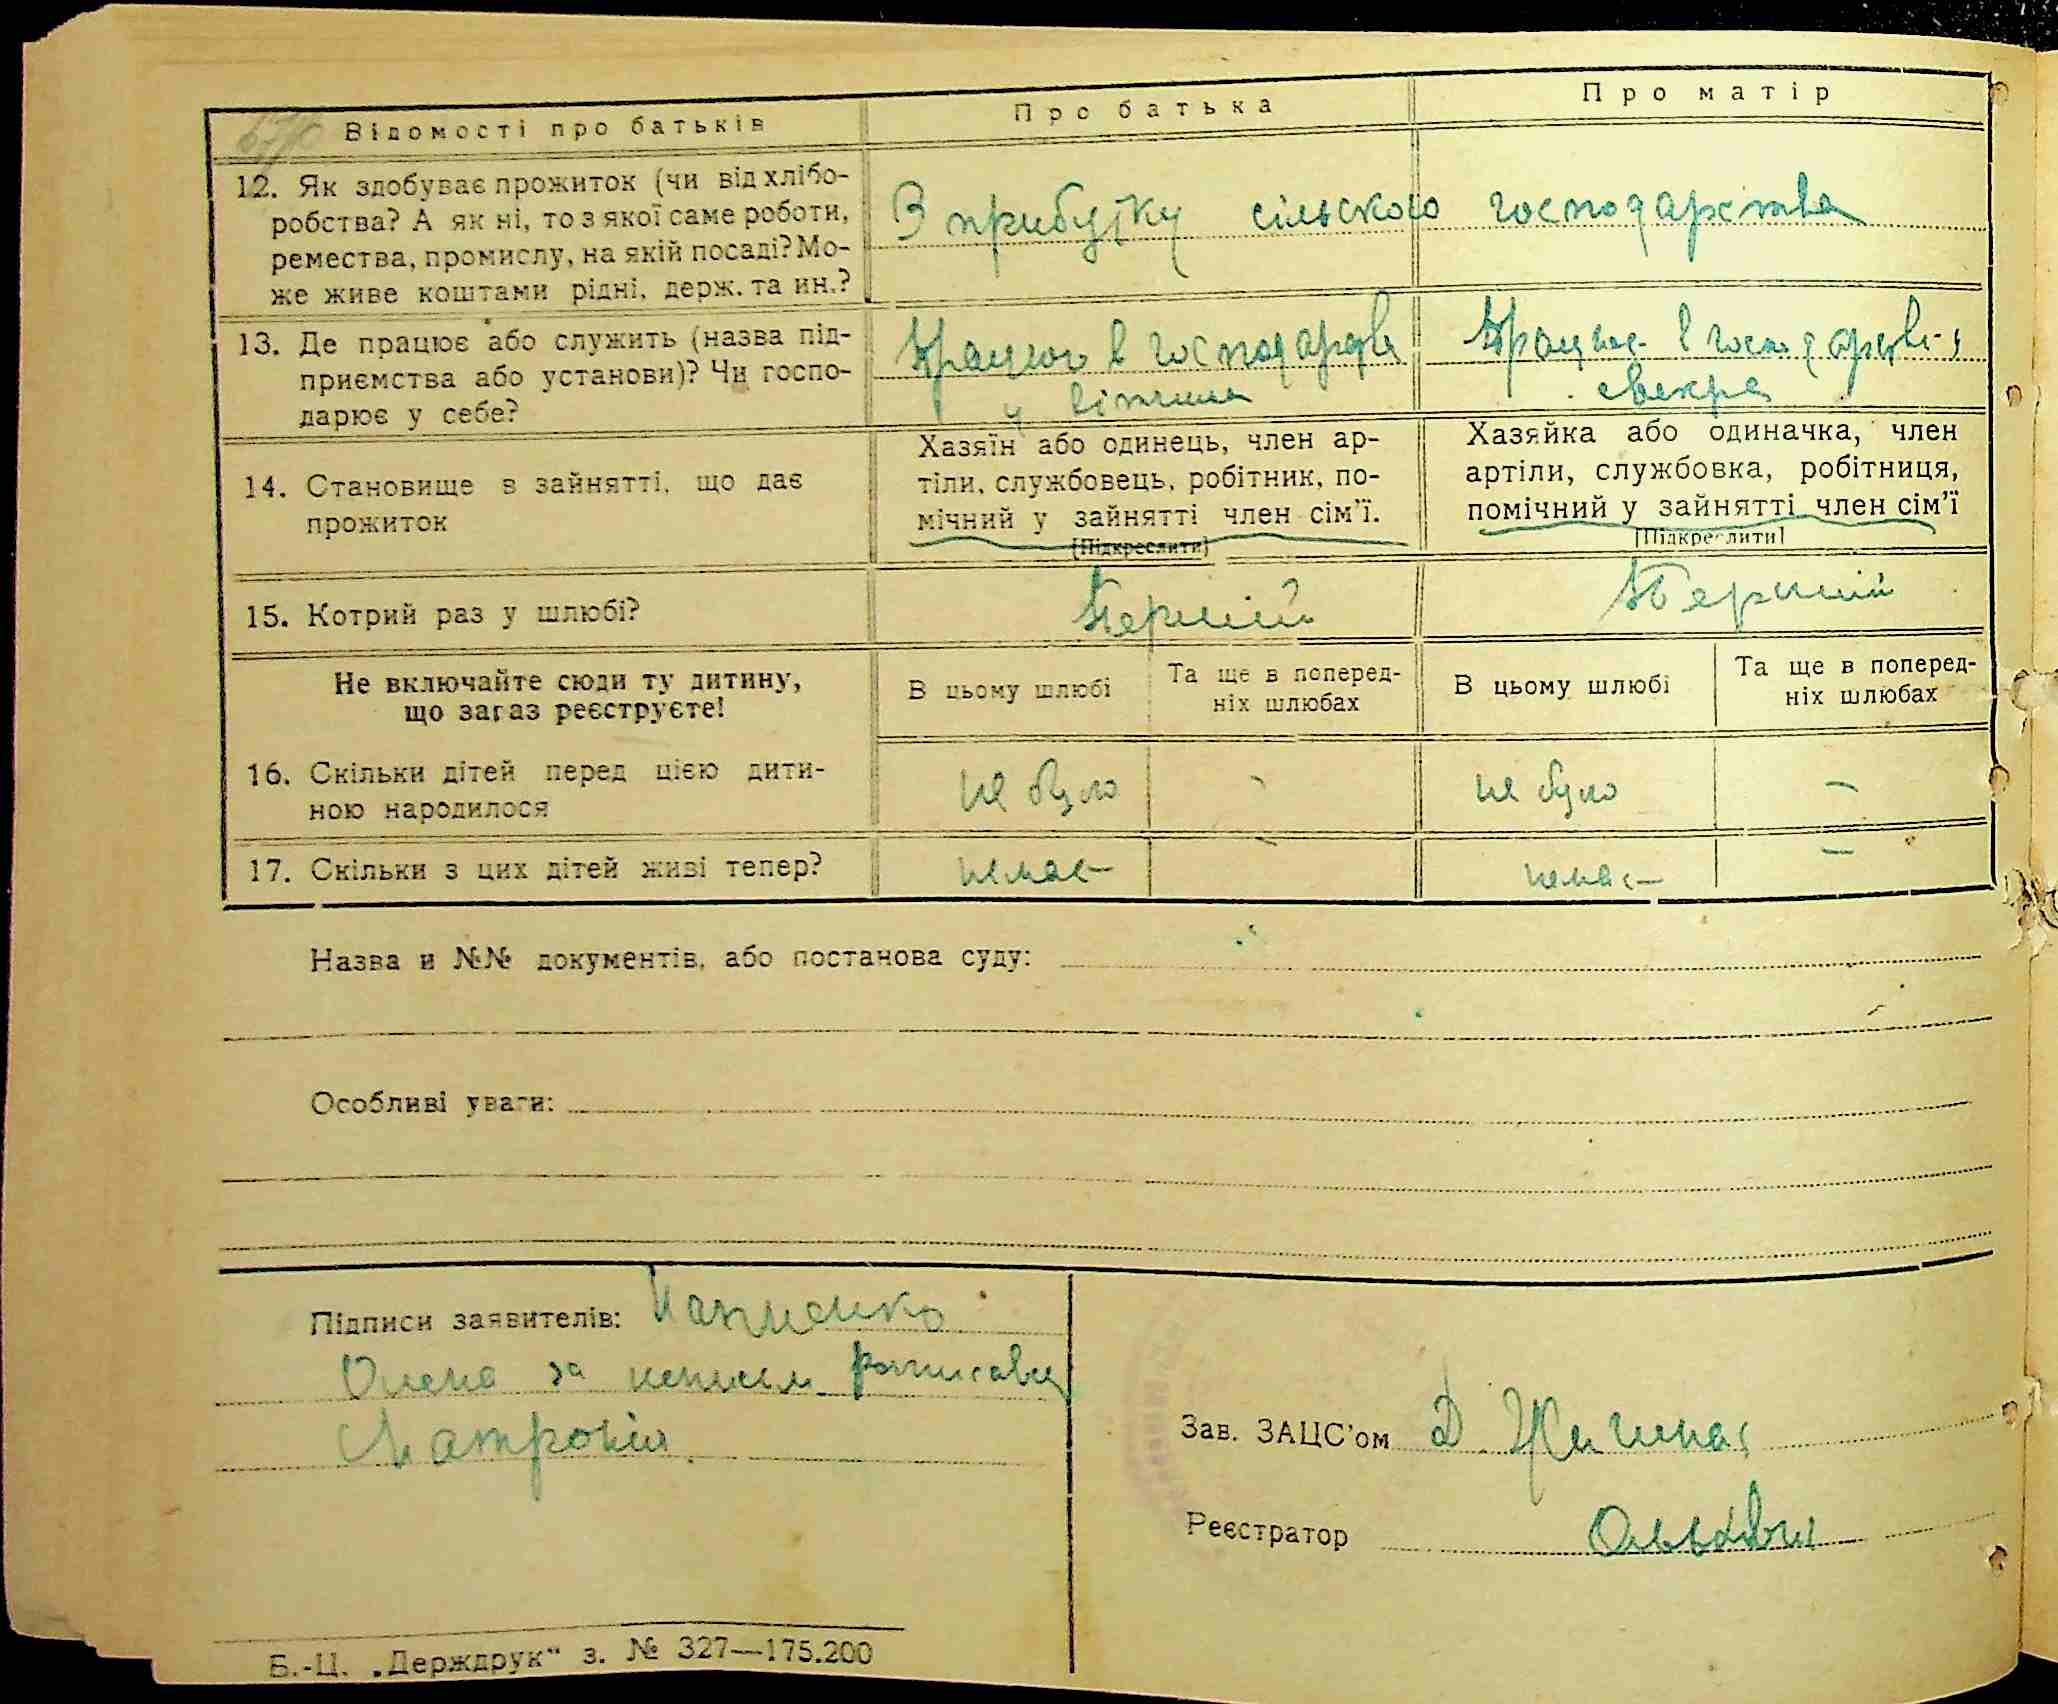 Відомості про батьків
Про батька
Про матір
12. Як здобуває прожиток (чи від хлібо-
робства? А як ні, то з якої саме роботи,
ремества, промислу, на якій посаді? Мо-
же живе коштами рідні, держ. та ин.?
З прибутку сільского господарства
13. Де працює або служить (назва під-
приємства або установи)? Чи госпо-
дарює у себе?
в господарстві
у вітчима
Працює в господарстві
свекра
14. Становище в зайнятті, що дає
прожиток
Хазяїн або одинець, член ар-
тіли, службовець, робітник, по-
мічний у зайнятті член сім'ї.
[Підкреслити]
Хазяйка або одиначка, член
артіли, службовка, робітниця,
помічний у зайнятті член сім'ї
[Підкреслити]
15. Котрий раз у шлюбі?
Перший
Перший
Не включайте сюди ту дитину,
що зараз реєструєте!
В цьому шлюбі
Та ще в поперед-
ніх шлюбах
В цьому шлюбі
Та ще в поперед-
ніх шлюбах
16. Скільки дітей перед цією дити-
ною народилося
не було
-
не було
—
17. Скільки з цих дітей живі тепер?
немає
-
немає
—
Назва и №№ документів, або постанова суду:
Особливі уваги:
Підписи заявителів:
Олена за
Матрони
Зав. ЗАЦС'ом Д.
Реєстратор
Б.-Ц. „Держдрук" з. № 327—175.200